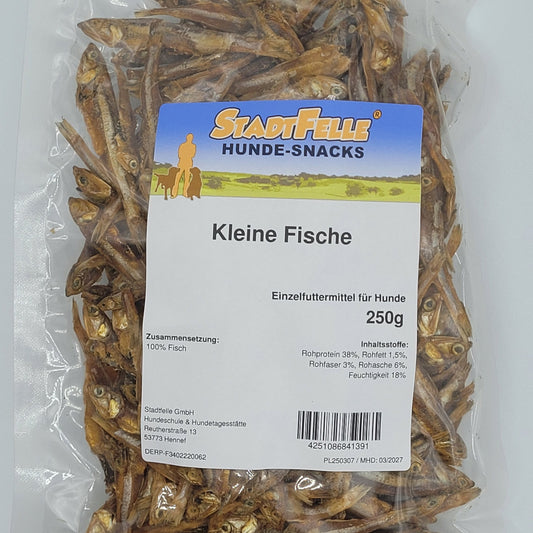 STADTFELLE®
HUNDE-SNACKS
Kleine Fische
Einzelfuttermittel für Hunde
250g
Zusammensetzung:
100% Fisch
Inhaltsstoffe:
Rohprotein 38%, Rohfett 1,5%,
Rohfaser 3%, Rohasche 6%,
Feuchtigkeit 18%
Stadtfelle GmbH
Hundeschule & Hundetagesstätte
Reutherstraße 13
53773 Hennef
DERP-F3402220062
4251086841391
PL250307 / MHD: 03/2027